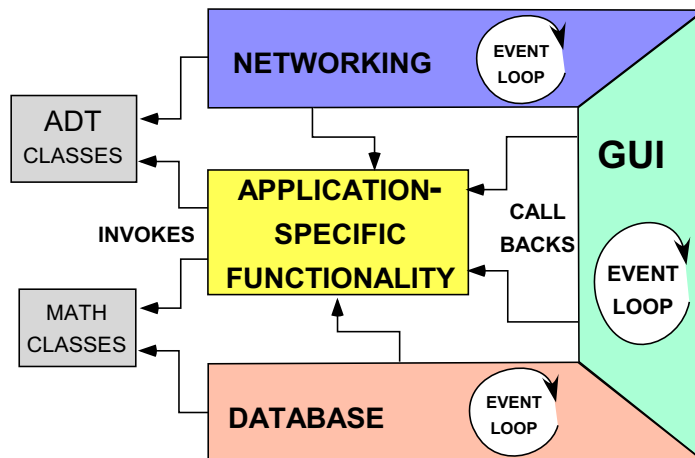 NETWORKING
EVENT
LOOP
ADT
CLASSES
GUI
APPLICATION-
SPECIFIC
FUNCTIONALITY
INVOKES
CALL
BACKS
EVENT
LOOP
MATH
CLASSES
DATABASE
EVENT
LOOP